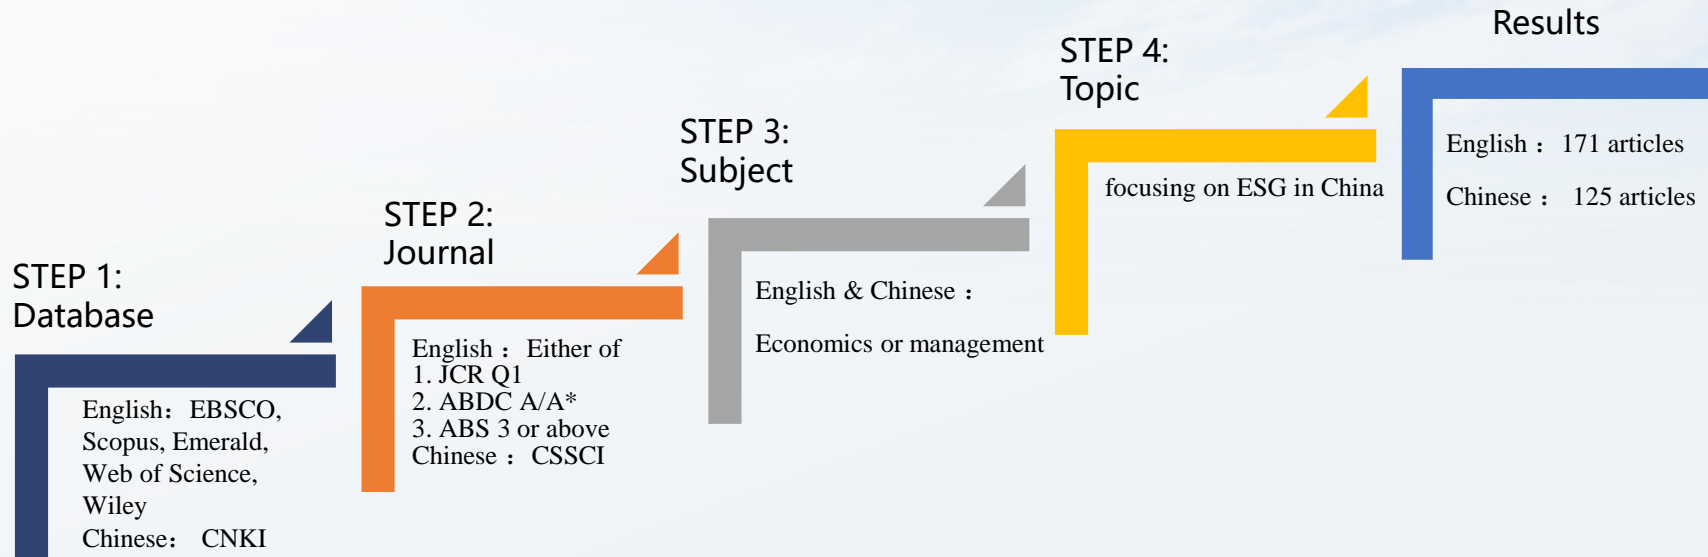 STEP 1:
Database
English：EBSCO,
Scopus, Emerald,
Web of Science,
Wiley
Chinese： CNKI
STEP 2:
Journal
English ：Either of
1. JCR Q1
2. ABDC A/A*
3. ABS 3 or above
Chinese ：CSSCI
STEP 3:
Subject
English & Chinese ：
Economics or management
STEP 4:
Topic
focusing on ESG in China
Results
English ：171 articles
Chinese ： 125 articles